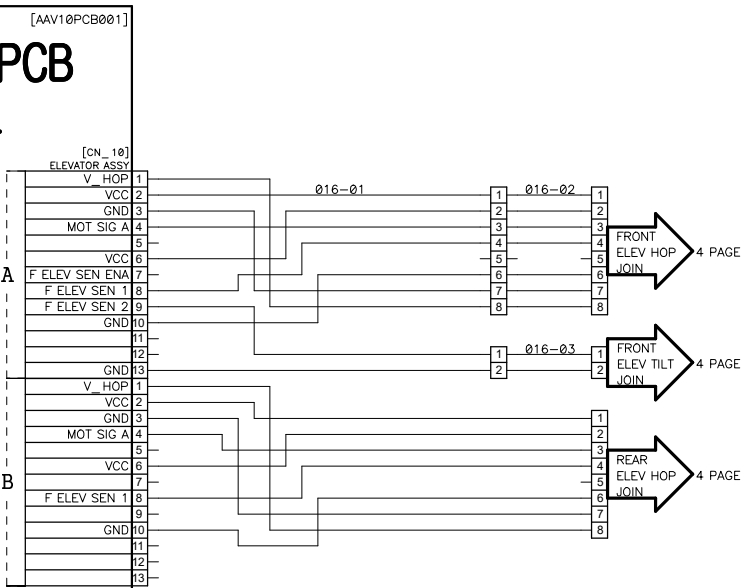 [AAV10PCB001]
PCB
[CN_10]
ELEVATOR ASSY
A
V_HOP 1
VCC 2
GND 3
MOT SIG A 4
5
VCC 6
F ELEV SEN ENA 7
F ELEV SEN 1 8
F ELEV SEN 2 9
GND 10
11
12
GND 13
B
V_HOP 1
VCC 2
GND 3
MOT SIG A 4
5
VCC 6
7
F ELEV SEN 1 8
9
GND 10
11
12
13
016-01
016-02
1 1
2 2
3 3
4 4
5 5
6 6
7 7
8 8
FRONT
ELEV HOP
JOIN
4 PAGE
016-03
1 1
2 2
FRONT
ELEV TILT
JOIN
4 PAGE
1
2
3
4
5
6
7
8
REAR
ELEV HOP
JOIN
4 PAGE